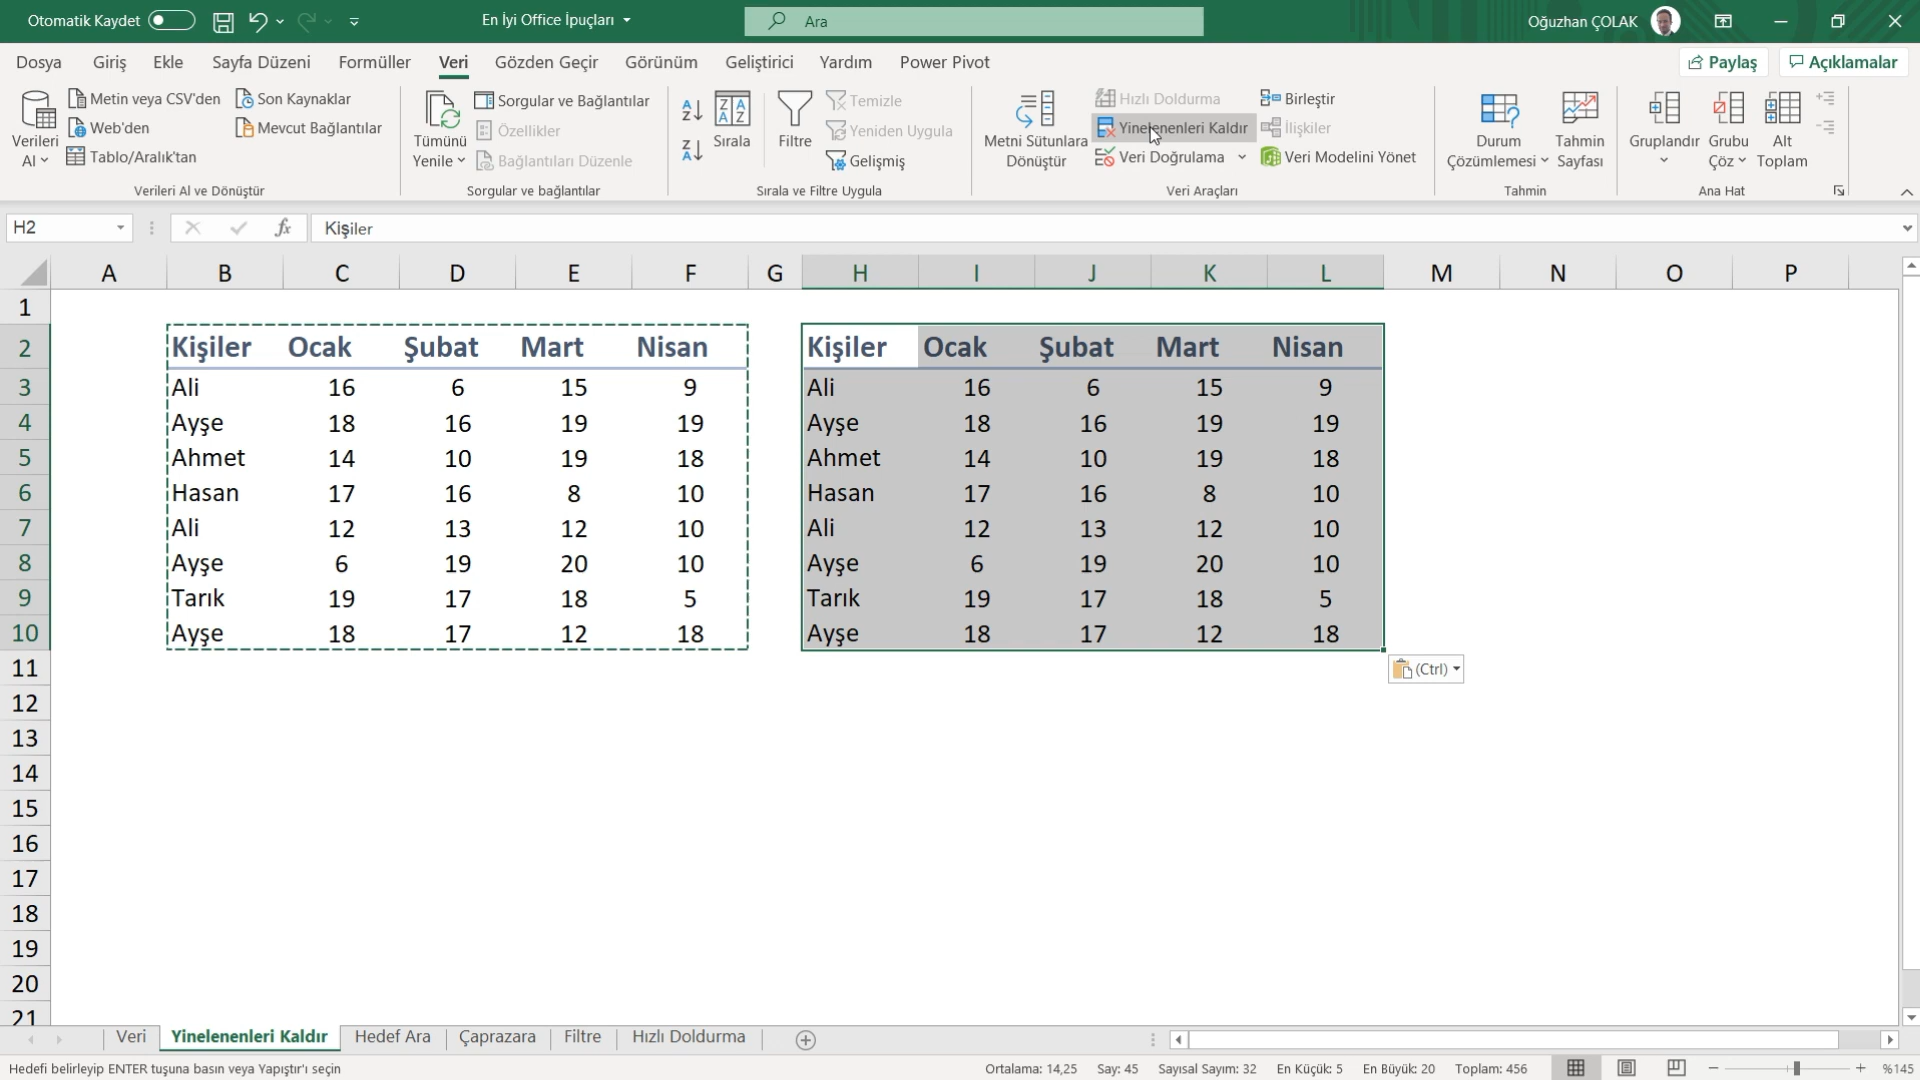 Otomatik Kaydet
En İyi Office İpuçları
Ara
Oğuzhan ÇOLAK
Dosya Giriş Ekle Sayfa Düzeni Formüller Veri Gözden Geçir Görünüm Geliştirici Yardım Power Pivot
Paylaş
Açıklamalar
Verileri Al
Metin veya CSV'den
Web'den
Tablo/Aralık'tan
Son Kaynaklar
Mevcut Bağlantılar
Verileri Al ve Dönüştür
Tümünü Yenile
Sorgular ve Bağlantılar
Özellikler
Bağlantıları Düzenle
Sorgular ve bağlantılar
Sırala
Filtre
Temizle
Yeniden Uygula
Gelişmiş
Sırala ve Filtre Uygula
Metni Sütunlara Dönüştür
Hızlı Doldurma
Yinelenenleri Kaldır
Veri Doğrulama
Birleştir
İlişkiler
Veri Modelini Yönet
Veri Araçları
Durum Çözümlemesi
Tahmin Sayfası
Tahmin
Gruplandır
Grubu Çöz
Alt Toplam
Ana Hat
H2
fx
Kişiler
A B C D E F G H I J K L M N O P
1
2 Kişiler Ocak Şubat Mart Nisan Kişiler Ocak Şubat Mart Nisan
3 Ali 16 6 15 9 Ali 16 6 15 9
4 Ayşe 18 16 19 19 Ayşe 18 16 19 19
5 Ahmet 14 10 19 18 Ahmet 14 10 19 18
6 Hasan 17 16 8 10 Hasan 17 16 8 10
7 Ali 12 13 12 10 Ali 12 13 12 10
8 Ayşe 6 19 20 10 Ayşe 6 19 20 10
9 Tarık 19 17 18 5 Tarık 19 17 18 5
10 Ayşe 18 17 12 18 Ayşe 18 17 12 18
11
(Ctrl)
12
13
14
15
16
17
18
19
20
21
Veri Yinelenenleri Kaldır Hedef Ara Çaprazara Filtre Hızlı Doldurma
Hedefi belirleyip ENTER tuşuna basın veya Yapıştır'ı seçin
Ortalama: 14,25 Say: 45 Sayısal Sayım: 32 En Küçük: 5 En Büyük: 20 Toplam: 456
%145